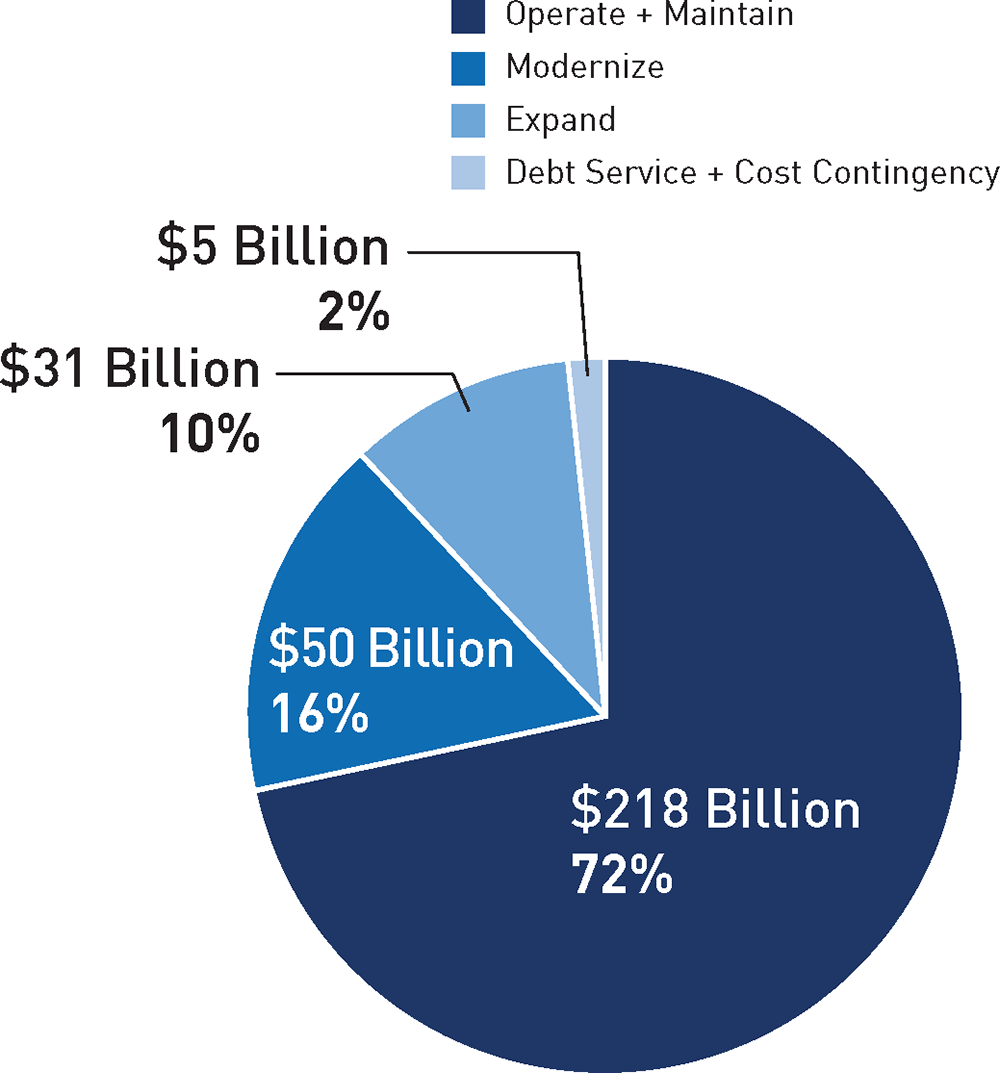 Operate + Maintain
Modernize
Expand
Debt Service + Cost Contingency
$5 Billion
2%
$31 Billion
10%
$50 Billion
16%
$218 Billion
72%